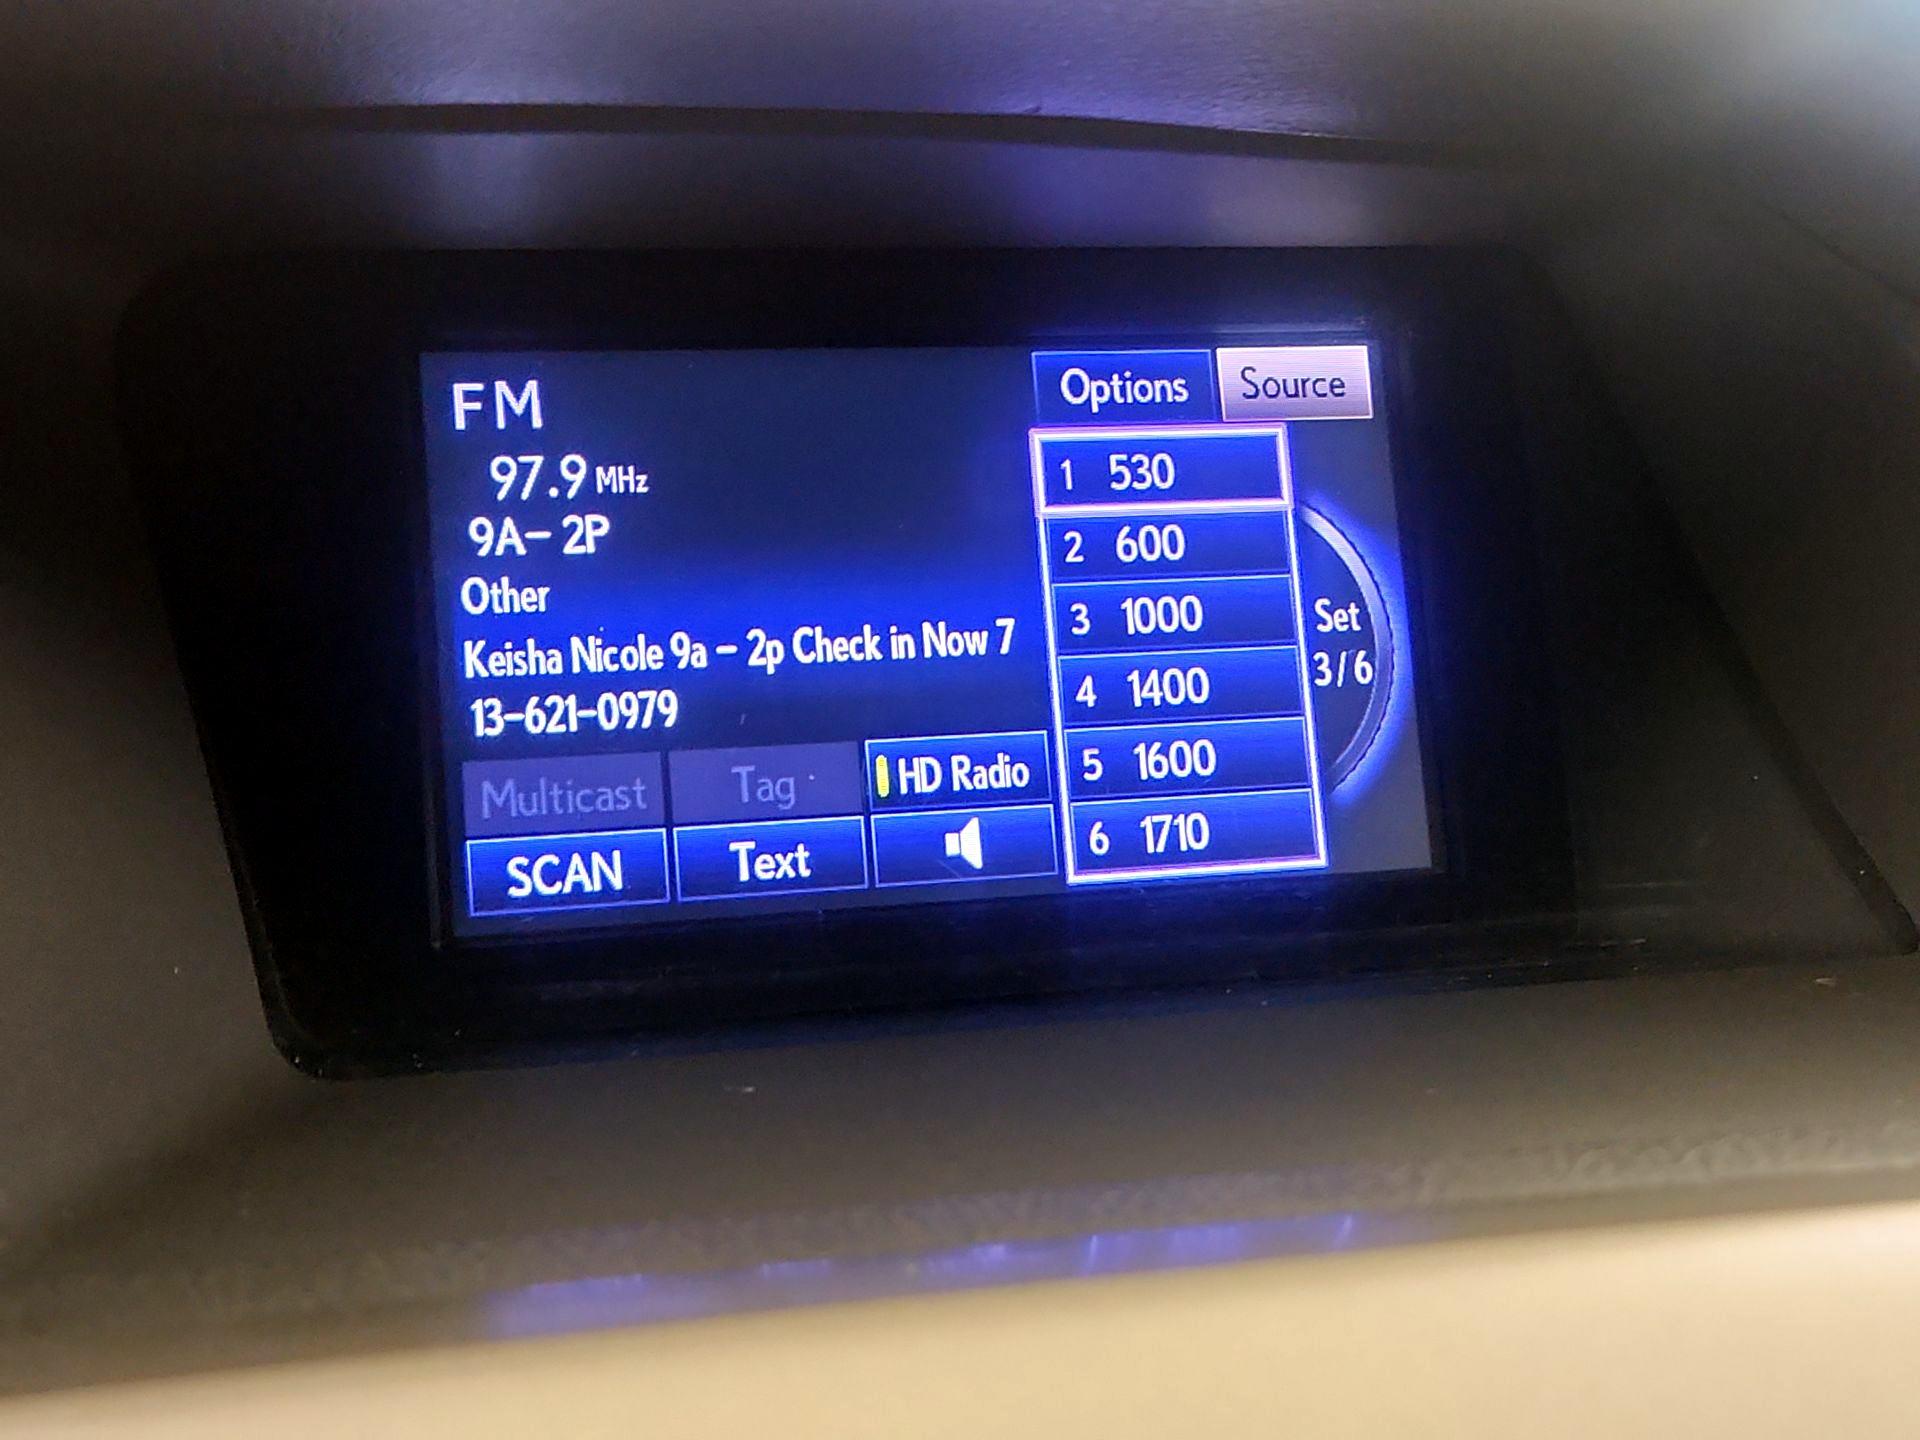 FM
97.9 MHz
9A- 2P
Other
Keisha Nicole 9a - 2p Check in Now 7
13-621-0979
Multicast
Tag
HD Radio
SCAN
Text
Options
Source
1 530
2 600
3 1000
4 1400
5 1600
6 1710
Set
3/6